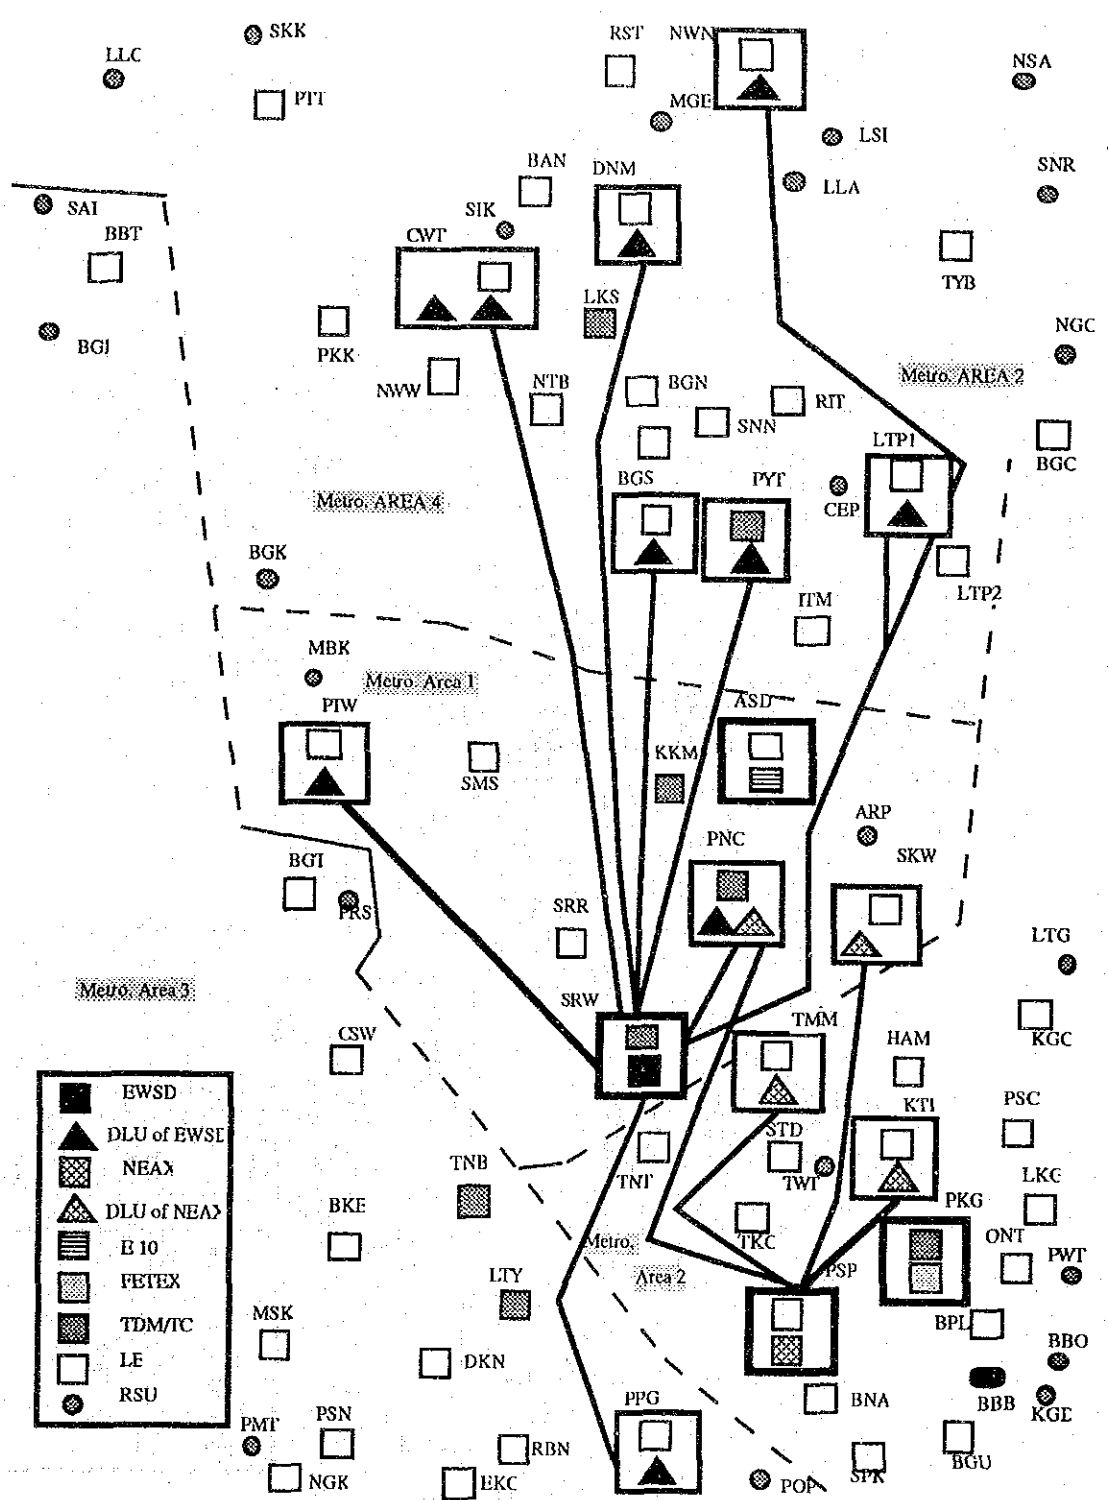 SKK
LLC
RST
NWN
NSA
PTT
MGE
LSI
BAN
DNM
LLA
SNR
SAI
SIK
BBT
CWT
TYB
LKS
NGC
BGI
PKK
NWW
NTB
BGN
Metro. AREA 2
RIT
SNN
LTP1
BGC
BGS
PYT
Metro. AREA 4
CEP
BGK
ITM
LTP2
MBK
Metro. Area 1
PTW
ASD
KKM
SMS
ARP
PNC
BGT
SKW
PRS
SRR
LTG
Metro. Area 3
SRW
TMM
CSW
HAM
KGC
EWSD
KTI
PSC
DLU of EWSD
STD
NEAX
TNB
TNT
TWT
LKC
DLU of NEAX
BKE
PKG
E 10
Metro.
TKC
ONT
PWT
FETEX
LTY
Area 2
PSP
MSK
TDM/TC
BPL
BBO
LE
DKN
RSU
BNA
BBB
KGE
PMT
PSN
PPG
RBN
BGU
NGK
EKC
POP
SPK